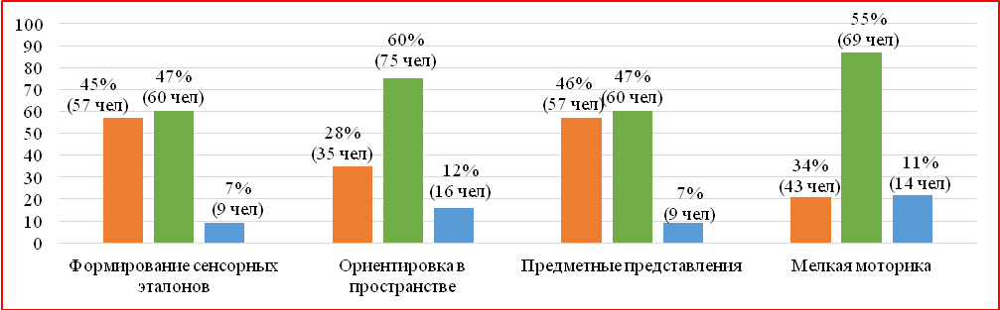 100
90
80
70
60
50
40
30
20
10
0
45%
(57 чел)
47%
(60 чел)
7%
(9 чел)
28%
(35 чел)
60%
(75 чел)
12%
(16 чел)
46%
(57 чел)
47%
(60 чел)
7%
(9 чел)
34%
(43 чел)
55%
(69 чел)
11%
(14 чел)
Формирование сенсорных
эталонов
Ориентировка в
пространстве
Предметные представления
Мелкая моторика